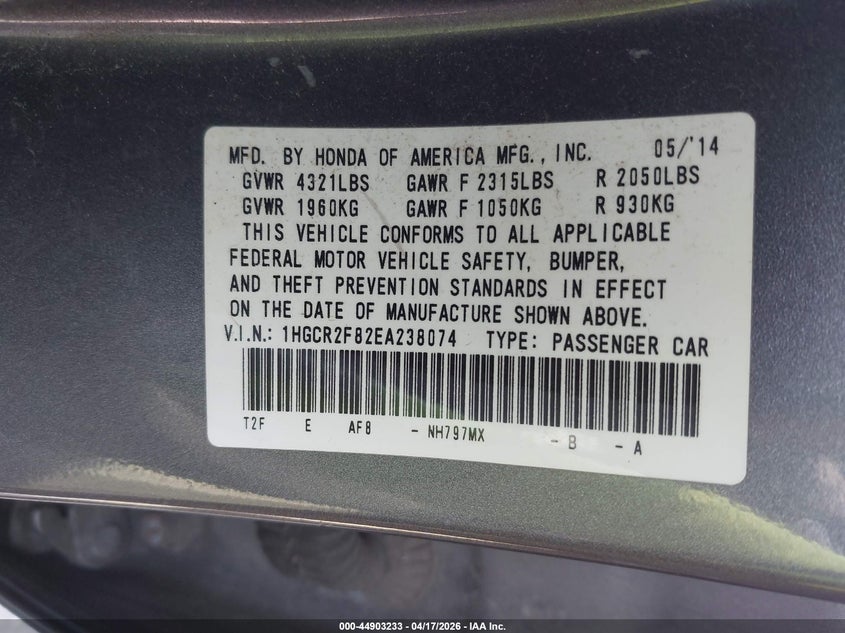 MFD. BY HONDA OF AMERICA MFG., INC. 05/'14
GVWR 4321LBS GAWR F 2315LBS R 2050LBS
GVWR 1960KG GAWR F 1050KG R 930KG
THIS VEHICLE CONFORMS TO ALL APPLICABLE
FEDERAL MOTOR VEHICLE SAFETY, BUMPER,
AND THEFT PREVENTION STANDARDS IN EFFECT
ON THE DATE OF MANUFACTURE SHOWN ABOVE.
V.I.N.: 1HGCR2F82EA238074 TYPE: PASSENGER CAR
T2F E AF8 - NH797MX - B - A
000-44903233 - 04/17/2026 - IAA Inc.